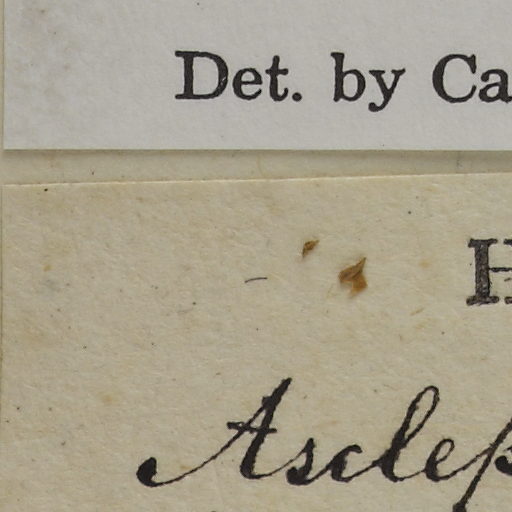 Det. by Ca
H
Asclep